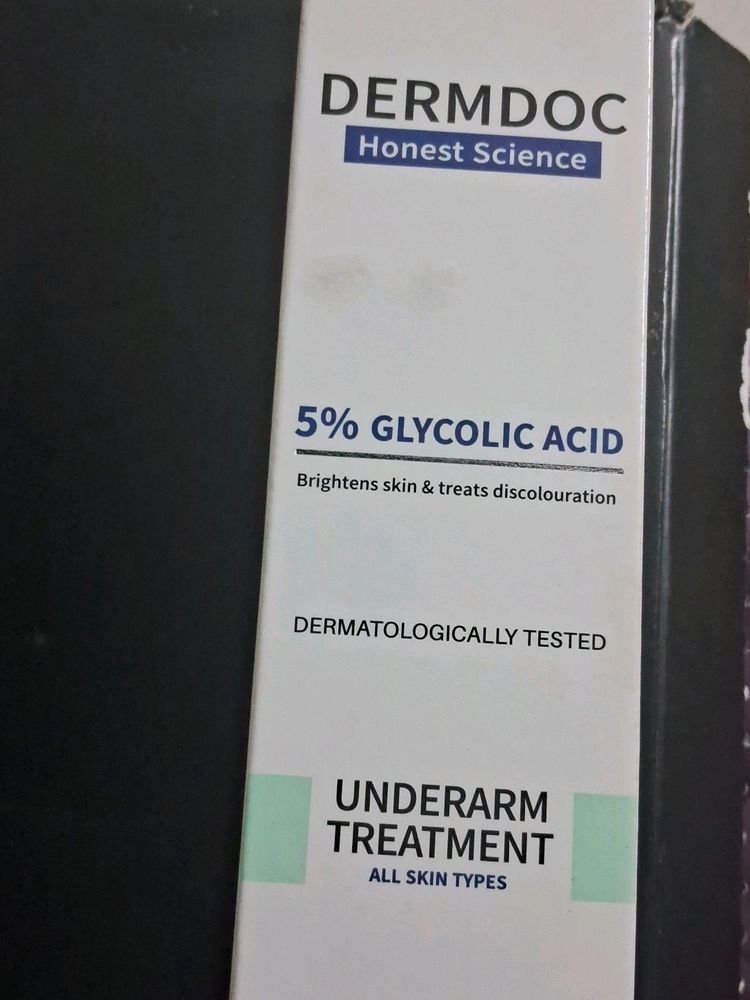 DERMDOC
Honest Science
5% GLYCOLIC ACID
Brightens skin & treats discolouration
DERMATOLOGICALLY TESTED
UNDERARM
TREATMENT
ALL SKIN TYPES